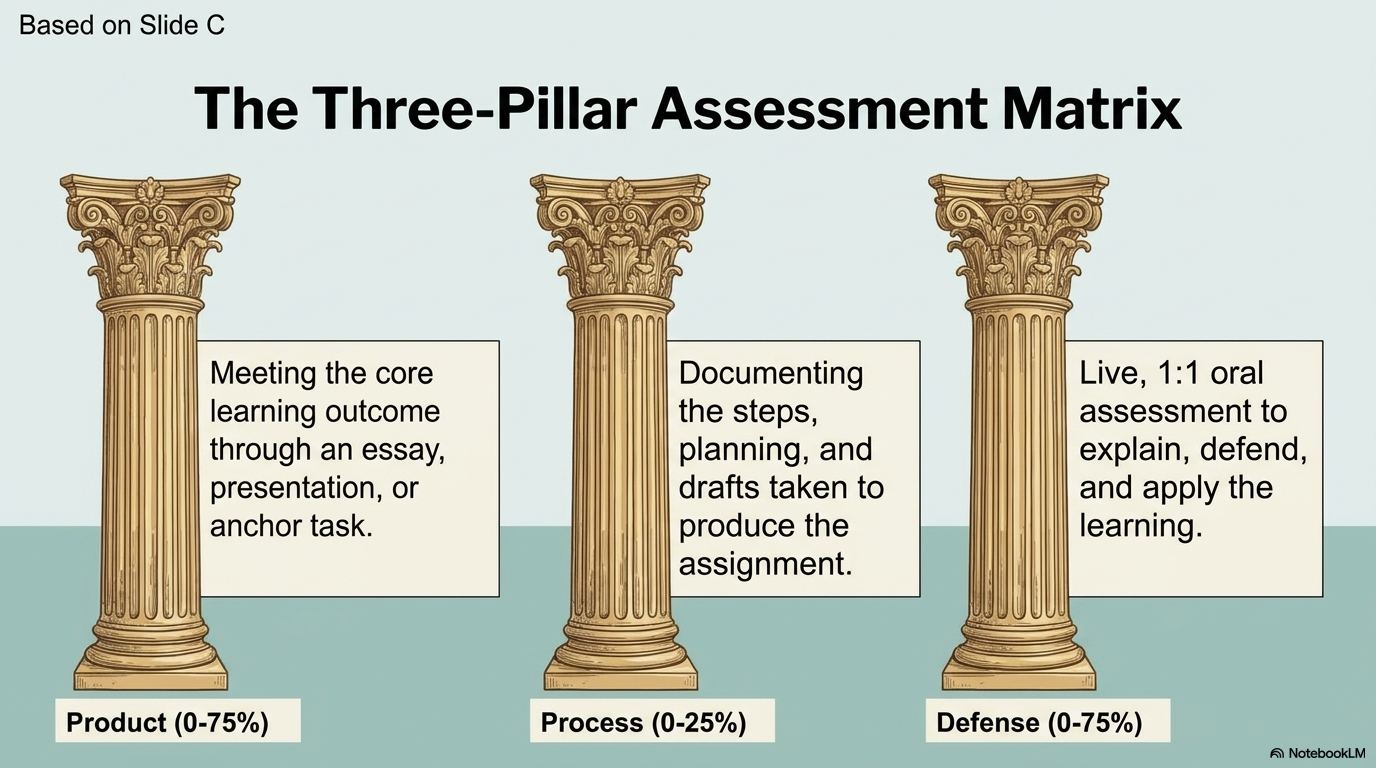 Based on Slide C
The Three-Pillar Assessment Matrix
Meeting the core
learning outcome
through an essay,
presentation, or
anchor task.
Documenting
the steps,
planning, and
drafts taken to
produce the
assignment.
Live, 1:1 oral
assessment to
explain, defend,
and apply the
learning.
Product (0-75%)
Process (0-25%)
Defense (0-75%)
NotebookLM